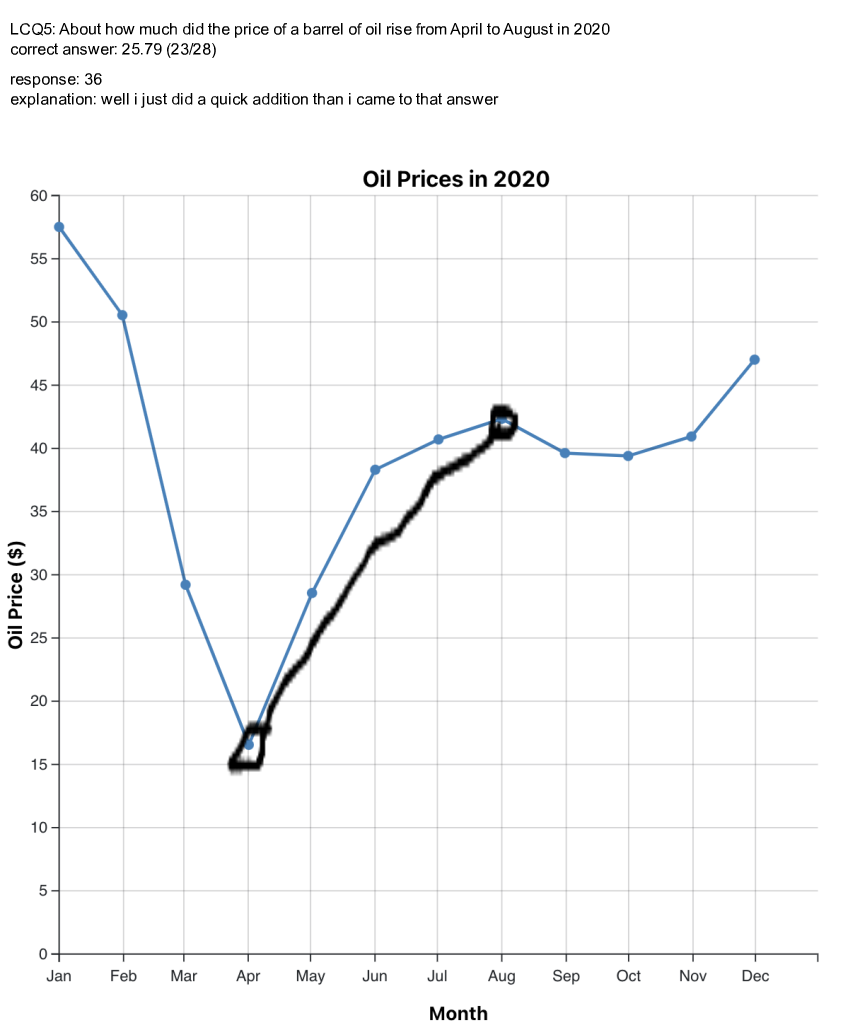 LCQ5: About how much did the price of a barrel of oil rise from April to August in 2020
correct answer: 25.79 (23/28)
response: 36
explanation: well i just did a quick addition than i came to that answer
Oil Prices in 2020
60
55
50
45
40
35
30
25
20
15
10
5
0
Oil Price ($)
Jan Feb Mar Apr May Jun Jul Aug Sep Oct Nov Dec
Month